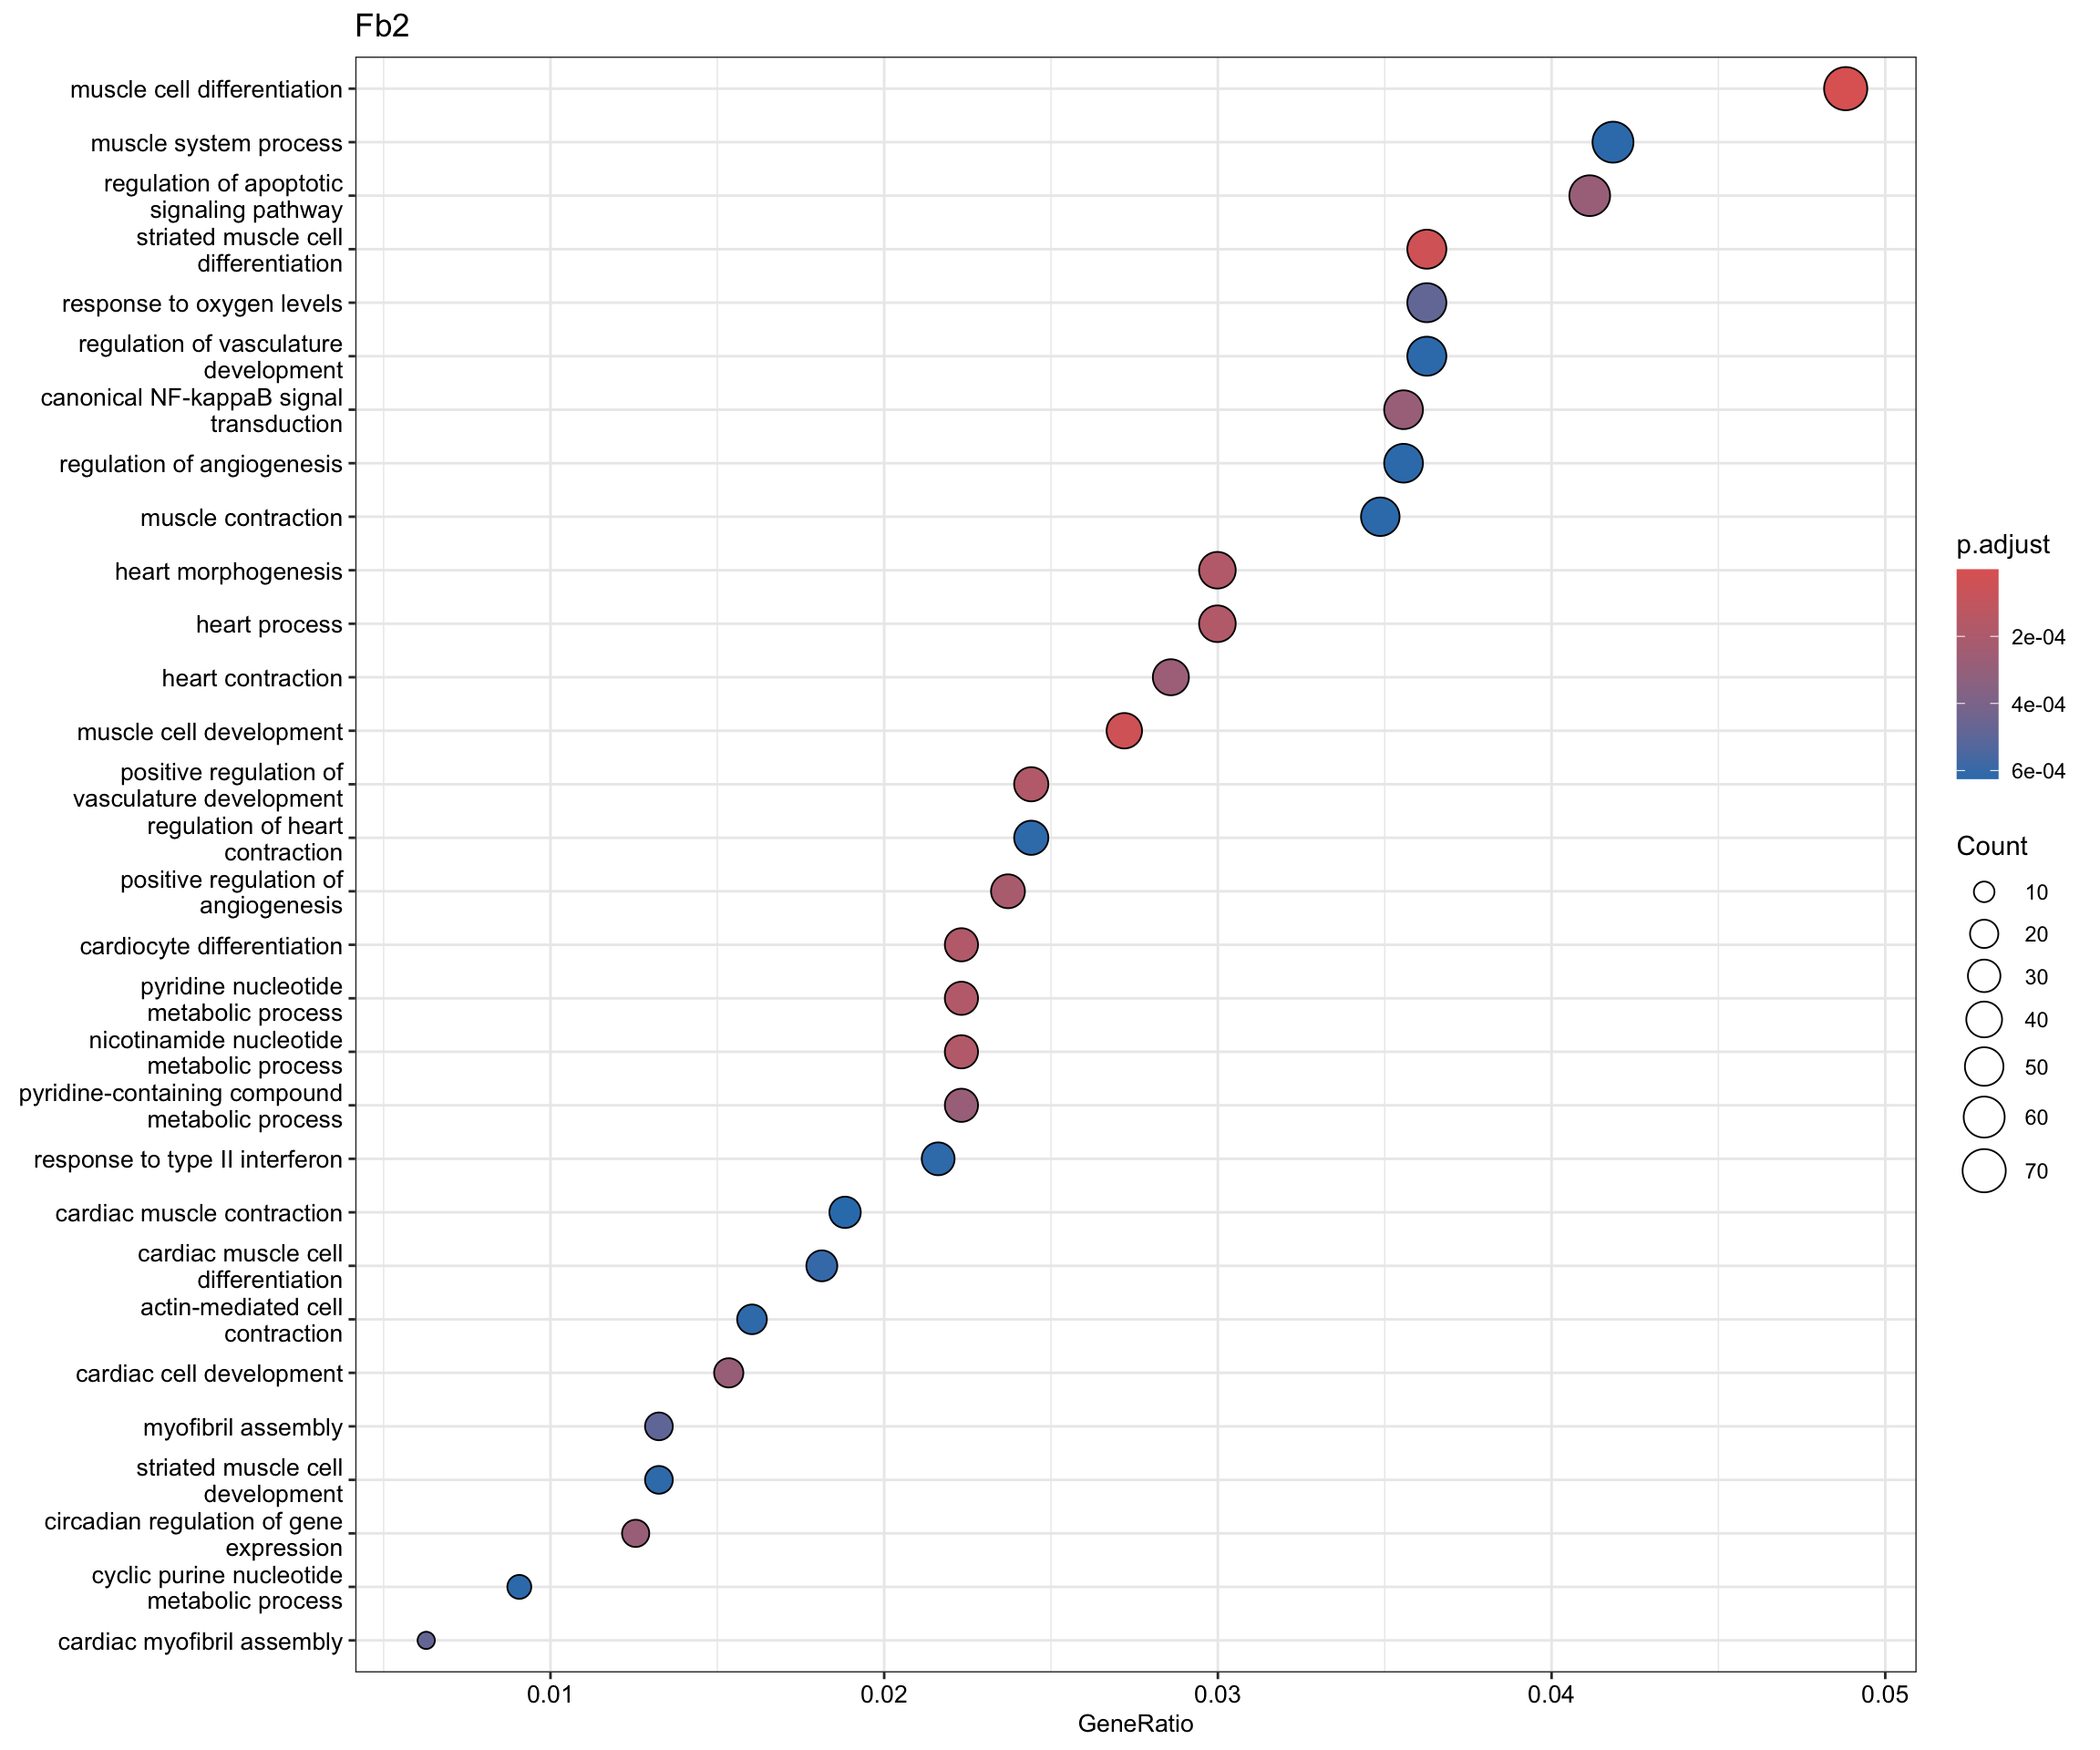 Fb2
muscle cell differentiation
muscle system process
regulation of apoptotic
signaling pathway
striated muscle cell
differentiation
response to oxygen levels
regulation of vasculature
development
canonical NF-kappaB signal
transduction
regulation of angiogenesis
muscle contraction
heart morphogenesis
heart process
heart contraction
muscle cell development
positive regulation of
vasculature development
regulation of heart
contraction
positive regulation of
angiogenesis
cardiocyte differentiation
pyridine nucleotide
metabolic process
nicotinamide nucleotide
metabolic process
pyridine-containing compound
metabolic process
response to type II interferon
cardiac muscle contraction
cardiac muscle cell
differentiation
actin-mediated cell
contraction
cardiac cell development
myofibril assembly
striated muscle cell
development
circadian regulation of gene
expression
cyclic purine nucleotide
metabolic process
cardiac myofibril assembly
0.01 0.02 0.03 0.04 0.05
GeneRatio
p.adjust
2e-04
4e-04
6e-04
Count
10
20
30
40
50
60
70